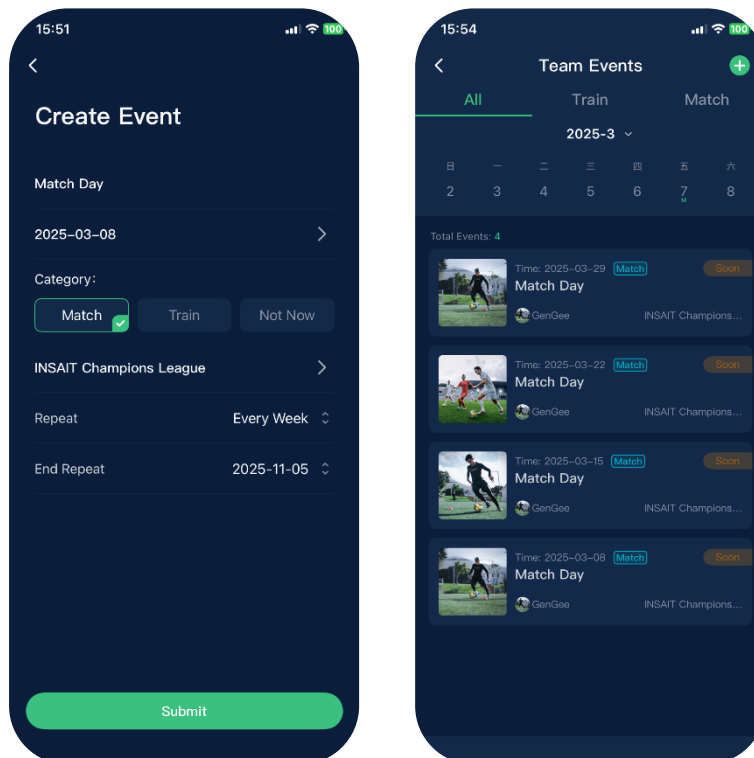 15:51
100
Create Event
Match Day
2025-03-08
Category:
Match Train Not Now
INSAIT Champions League
Repeat Every Week
End Repeat 2025-11-05
Submit
15:54
100
Team Events
All Train Match
2025-3
日 一 二 三 四 五 六
2 3 4 5 6 7 8
M
Total Events: 4
Time: 2025-03-29 Match Soon
Match Day
GenGee INSAIT Champions...
Time: 2025-03-22 Match Soon
Match Day
GenGee INSAIT Champions...
Time: 2025-03-15 Match Soon
Match Day
GenGee INSAIT Champions...
Time: 2025-03-08 Match Soon
Match Day
GenGee INSAIT Champions...